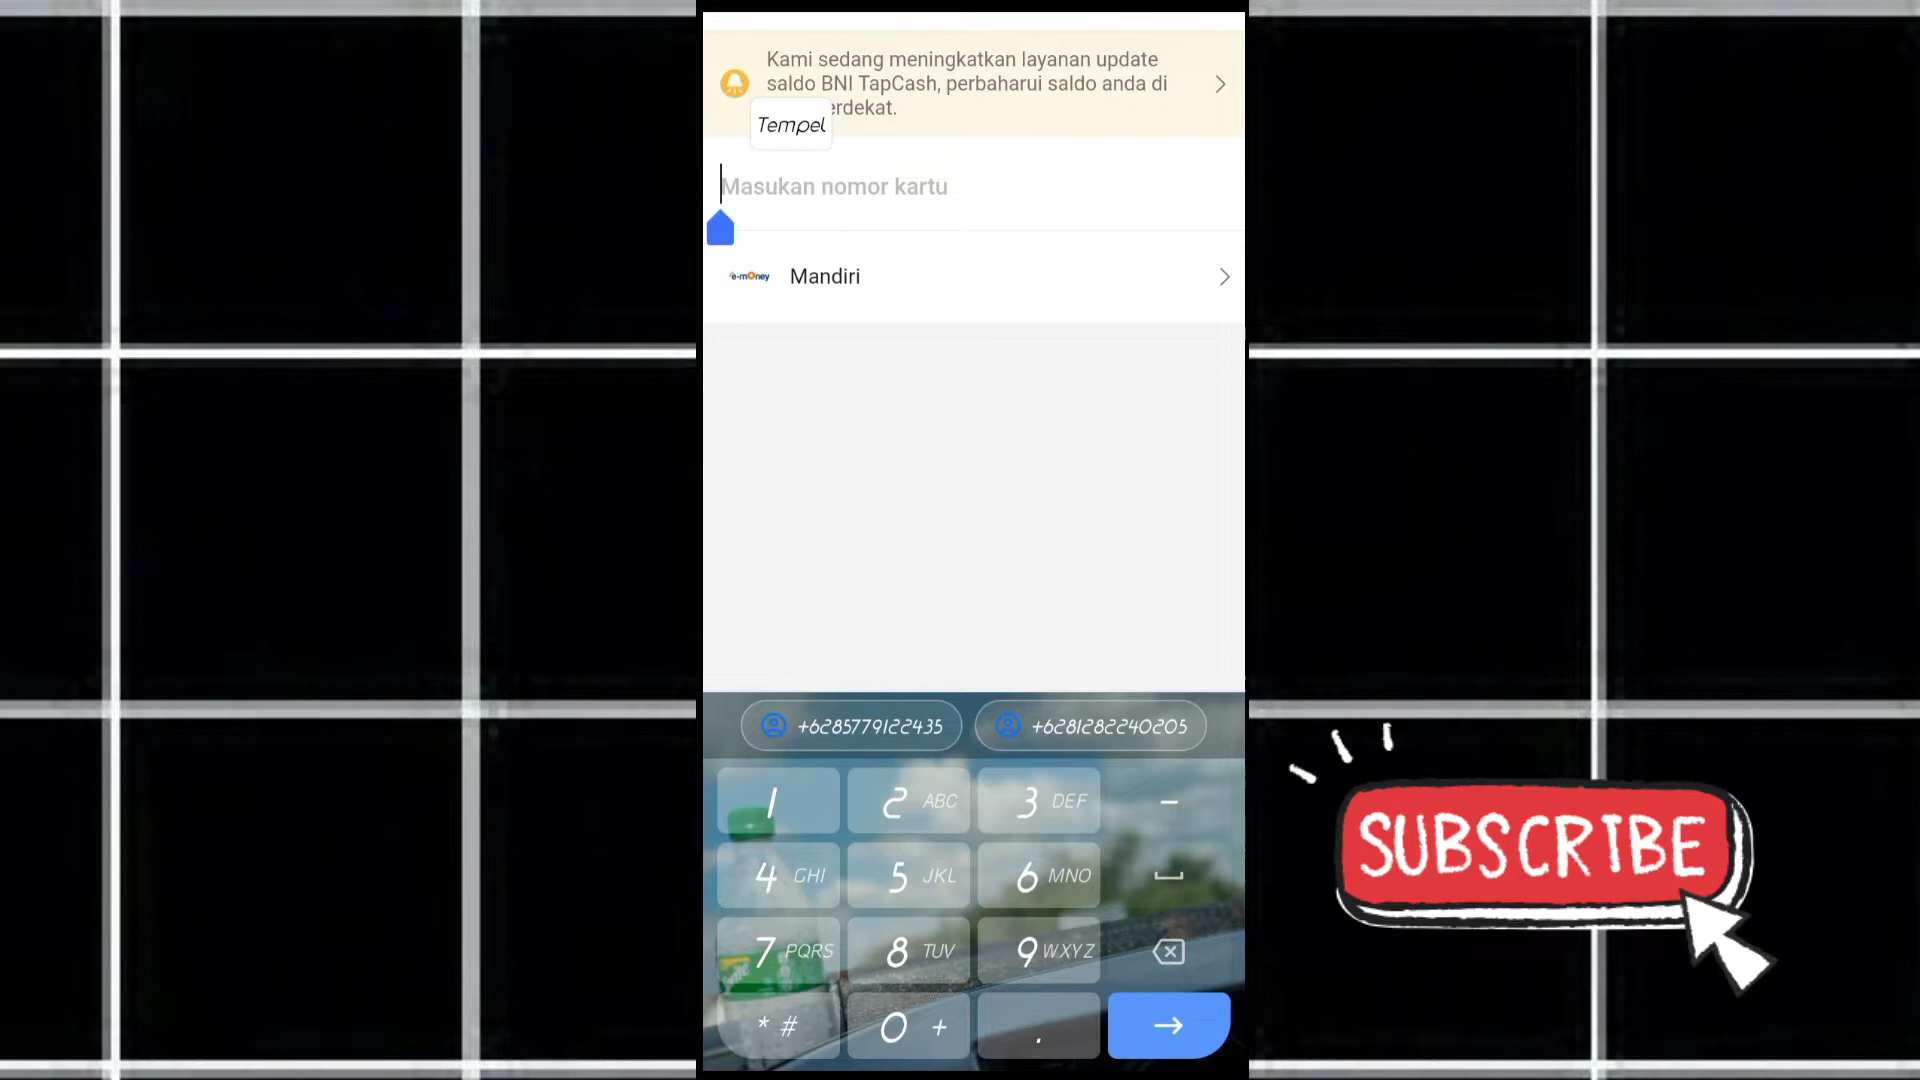 Kami sedang meningkatkan layanan update
saldo BNI TapCash, perbaharui saldo anda di
erdekat.
Tempel
Masukan nomor kartu
e-money Mandiri
+6285779122435 +6281282240205
1 2 ABC 3 DEF -
4 GHI 5 JKL 6 MNO
7 PQRS 8 TUV 9 WXYZ
* # 0 + .
SUBSCRIBE